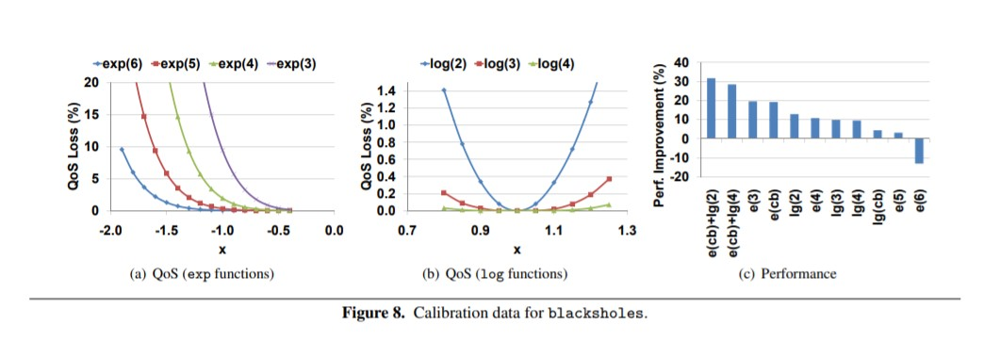 exp(6) exp(5) exp(4) exp(3)
QoS Loss (%)
20
15
10
5
0
-2.0 -1.5 -1.0 -0.5 0.0
x
(a) QoS (exp functions)
log(2) log(3) log(4)
QoS Loss (%)
1.4
1.2
1.0
0.8
0.6
0.4
0.2
0.0
0.7 0.9 1.1 1.3
x
(b) QoS (log functions)
Perf. Improvement (%)
40
30
20
10
0
-10
-20
e(cb)+lg(2)
e(cb)+lg(4)
e(3)
e(cb)
lg(2)
e(4)
lg(3)
lg(4)
lg(cb)
e(5)
e(6)
(c) Performance
Figure 8. Calibration data for blacksholes.